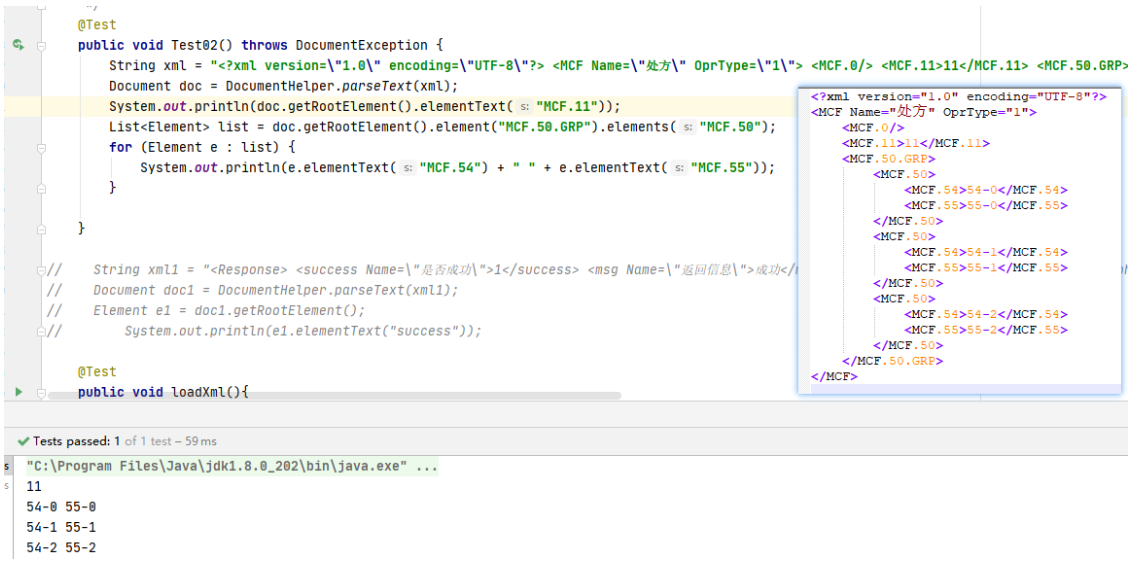 */
@Test
public void Test02() throws DocumentException {
String xml = "<?xml version=\"1.0\" encoding=\"UTF-8\"?> <MCF Name=\"处方\" OprType=\"1\"> <MCF.0/> <MCF.11>11</MCF.11> <MCF.50.GRP>
Document doc = DocumentHelper.parseText(xml);
System.out.println(doc.getRootElement().elementText( s: "MCF.11"));
List<Element> list = doc.getRootElement().element("MCF.50.GRP").elements( s: "MCF.50");
for (Element e : list) {
System.out.println(e.elementText( s: "MCF.54") + " " + e.elementText( s: "MCF.55"));
}
}
// String xml1 = "<Response> <success Name=\"是否成功\">1</success> <msg Name=\"返回信息\">成功</
// Document doc1 = DocumentHelper.parseText(xml1);
// Element e1 = doc1.getRootElement();
// System.out.println(e1.elementText("success"));
@Test
public void loadXml(){
<?xml version="1.0" encoding="UTF-8"?>
<MCF Name="处方" OprType="1">
<MCF.0/>
<MCF.11>11</MCF.11>
<MCF.50.GRP>
<MCF.50>
<MCF.54>54-0</MCF.54>
<MCF.55>55-0</MCF.55>
</MCF.50>
<MCF.50>
<MCF.54>54-1</MCF.54>
<MCF.55>55-1</MCF.55>
</MCF.50>
<MCF.50>
<MCF.54>54-2</MCF.54>
<MCF.55>55-2</MCF.55>
</MCF.50>
</MCF.50.GRP>
</MCF>
Tests passed: 1 of 1 test – 59 ms
"C:\Program Files\Java\jdk1.8.0_202\bin\java.exe" ...
11
54-0 55-0
54-1 55-1
54-2 55-2